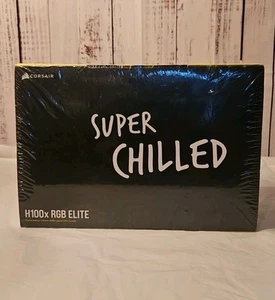 CORSAIR
SUPER
CHILLED
H100x RGB ELITE